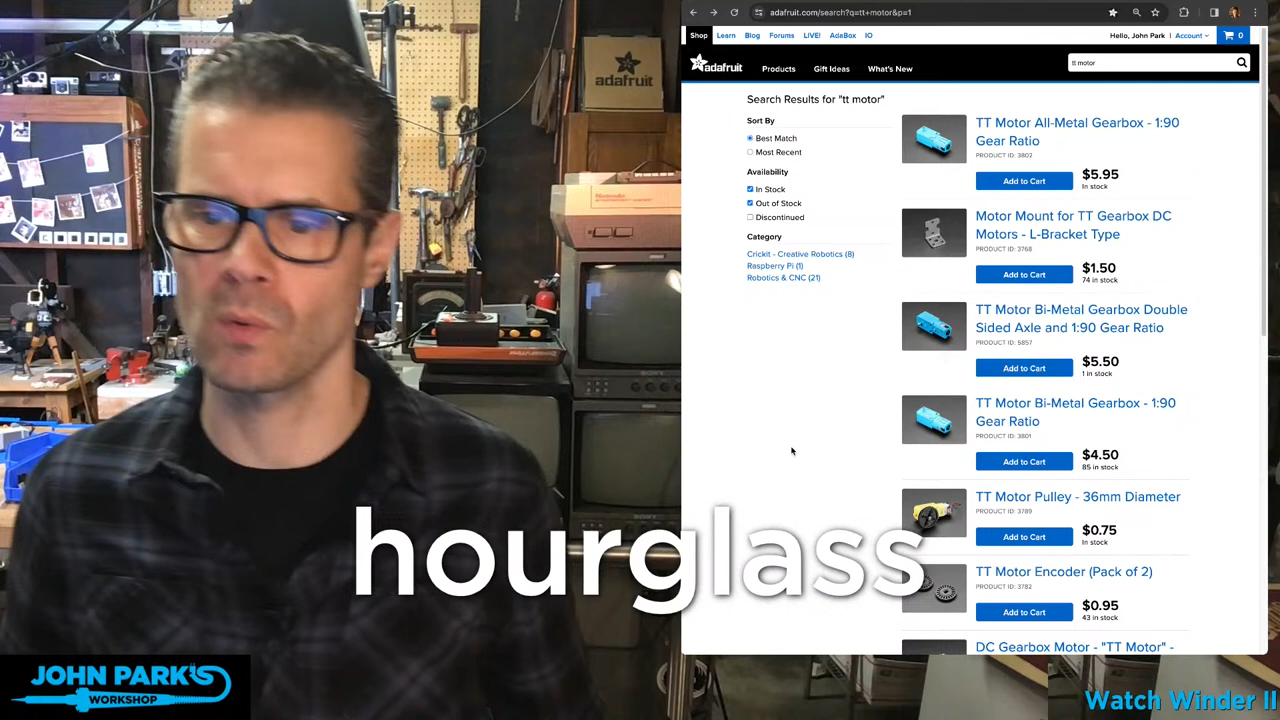 adafruit.com/search?q=tt+motor&p=1
Shop Learn Blog Forums LIVE! AdaBox IO
Hello, John Park | Account 0
adafruit Products Gift Ideas What's New
tt motor
Search Results for "tt motor"
Sort By
Best Match
Most Recent
Availability
In Stock
Out of Stock
Discontinued
Category
Crickit - Creative Robotics (8)
Raspberry Pi (1)
Robotics & CNC (21)
TT Motor All-Metal Gearbox - 1:90
Gear Ratio
PRODUCT ID: 3802
Add to Cart
$5.95
In stock
Motor Mount for TT Gearbox DC
Motors - L-Bracket Type
PRODUCT ID: 3768
Add to Cart
$1.50
74 in stock
TT Motor Bi-Metal Gearbox Double
Sided Axle and 1:90 Gear Ratio
PRODUCT ID: 5857
Add to Cart
$5.50
1 in stock
TT Motor Bi-Metal Gearbox - 1:90
Gear Ratio
PRODUCT ID: 3801
Add to Cart
$4.50
85 in stock
TT Motor Pulley - 36mm Diameter
PRODUCT ID: 3789
Add to Cart
$0.75
In stock
TT Motor Encoder (Pack of 2)
PRODUCT ID: 3782
Add to Cart
$0.95
43 in stock
DC Gearbox Motor - "TT Motor" -
adafruit
Nintendo
SONY
hourglass
JOHN PARK'S
WORKSHOP
Watch Winder II